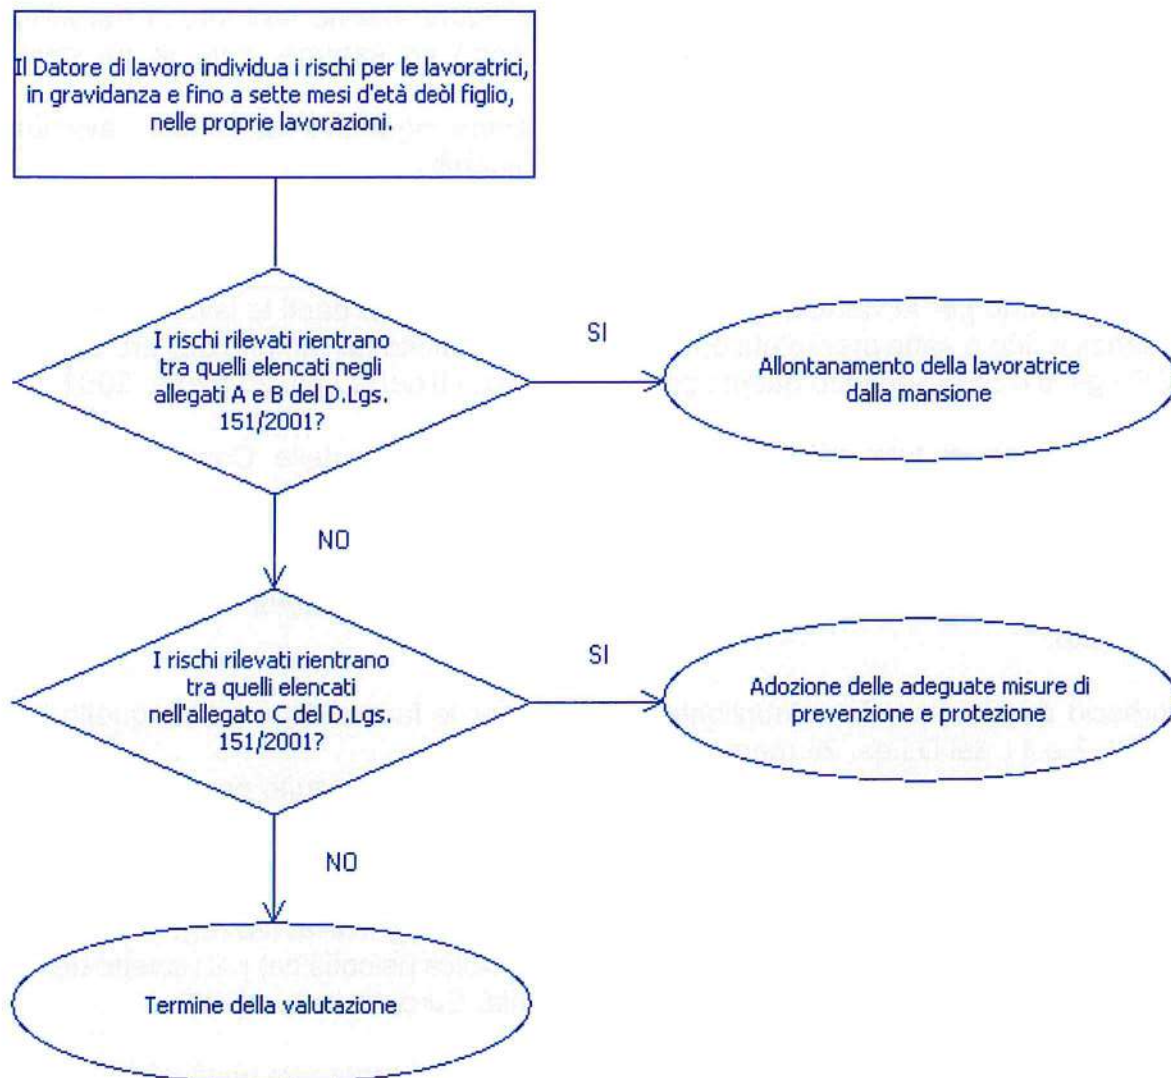 Il Datore di lavoro individua i rischi per le lavoratrici,
in gravidanza e fino a sette mesi d'età deòl figlio,
nelle proprie lavorazioni.
I rischi rilevati rientrano
tra quelli elencati negli
allegati A e B del D.Lgs.
151/2001?
SI
Allontanamento della lavoratrice
dalla mansione
NO
I rischi rilevati rientrano
tra quelli elencati
nell'allegato C del D.Lgs.
151/2001?
SI
Adozione delle adeguate misure di
prevenzione e protezione
NO
Termine della valutazione